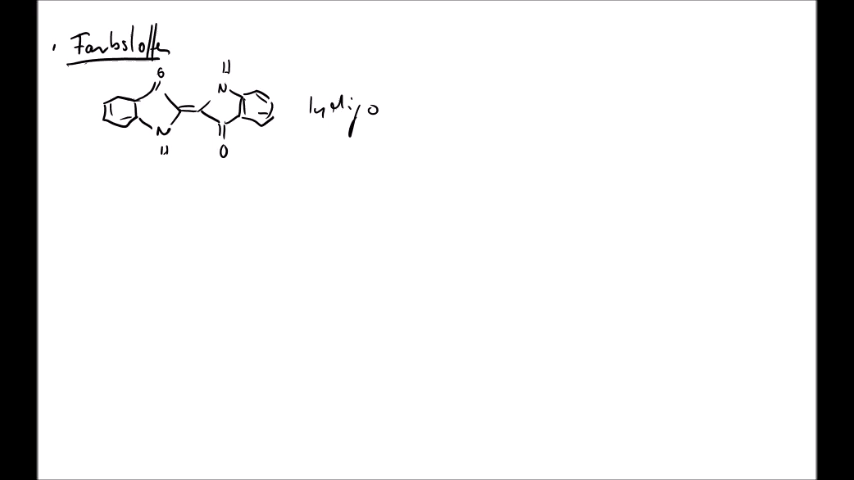 Farbstoffe
O H
N
N
H O
Indigo